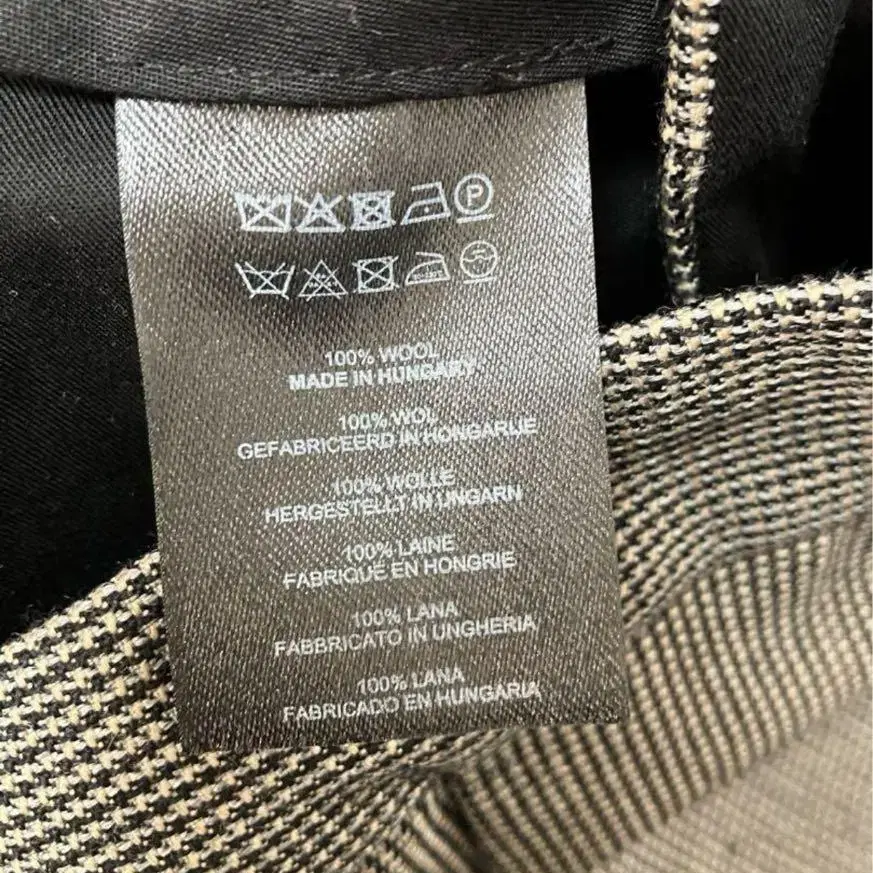 P
100% WOOL
MADE IN HUNGARY
100% WOL
GEFABRICEERD IN HONGARIJE
100% WOLLE
HERGESTELLT IN UNGARN
100% LAINE
FABRIQUÉ EN HONGRIE
100% LANA
FABBRICATO IN UNGHERIA
100% LANA
FABRICADO EN HUNGARIA